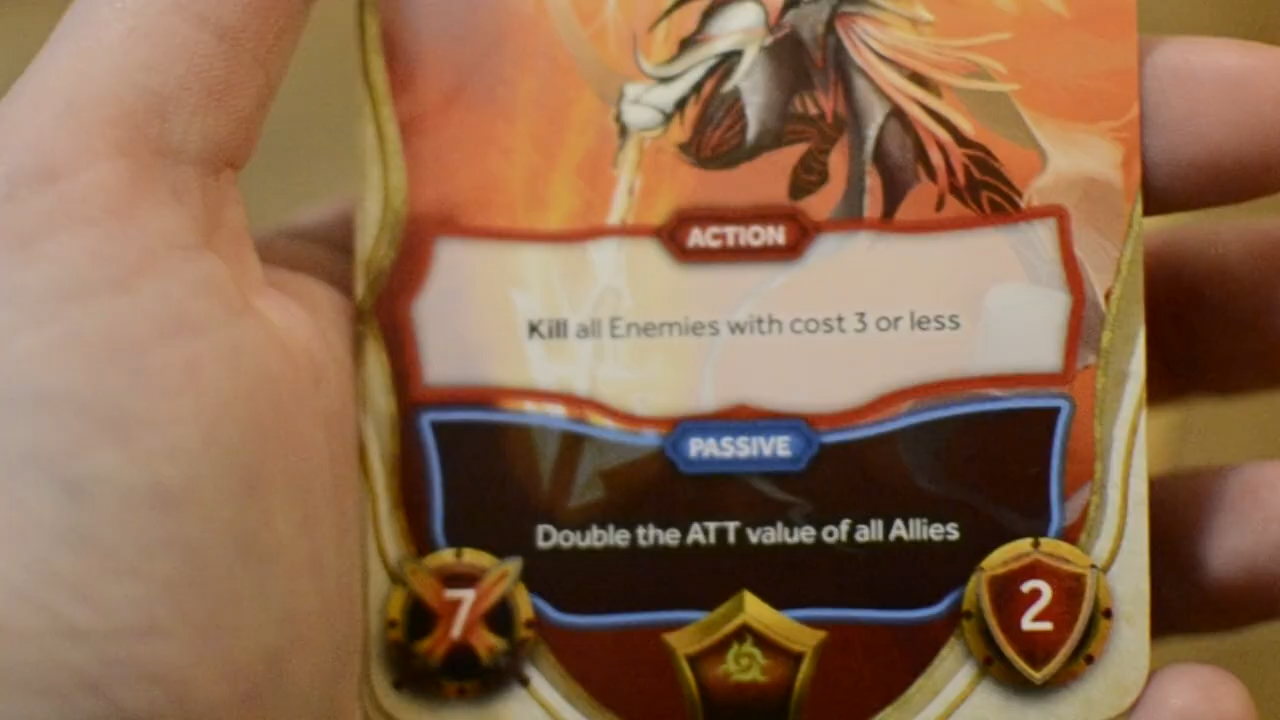 ACTION
Kill all Enemies with cost 3 or less
PASSIVE
Double the ATT value of all Allies
7
2